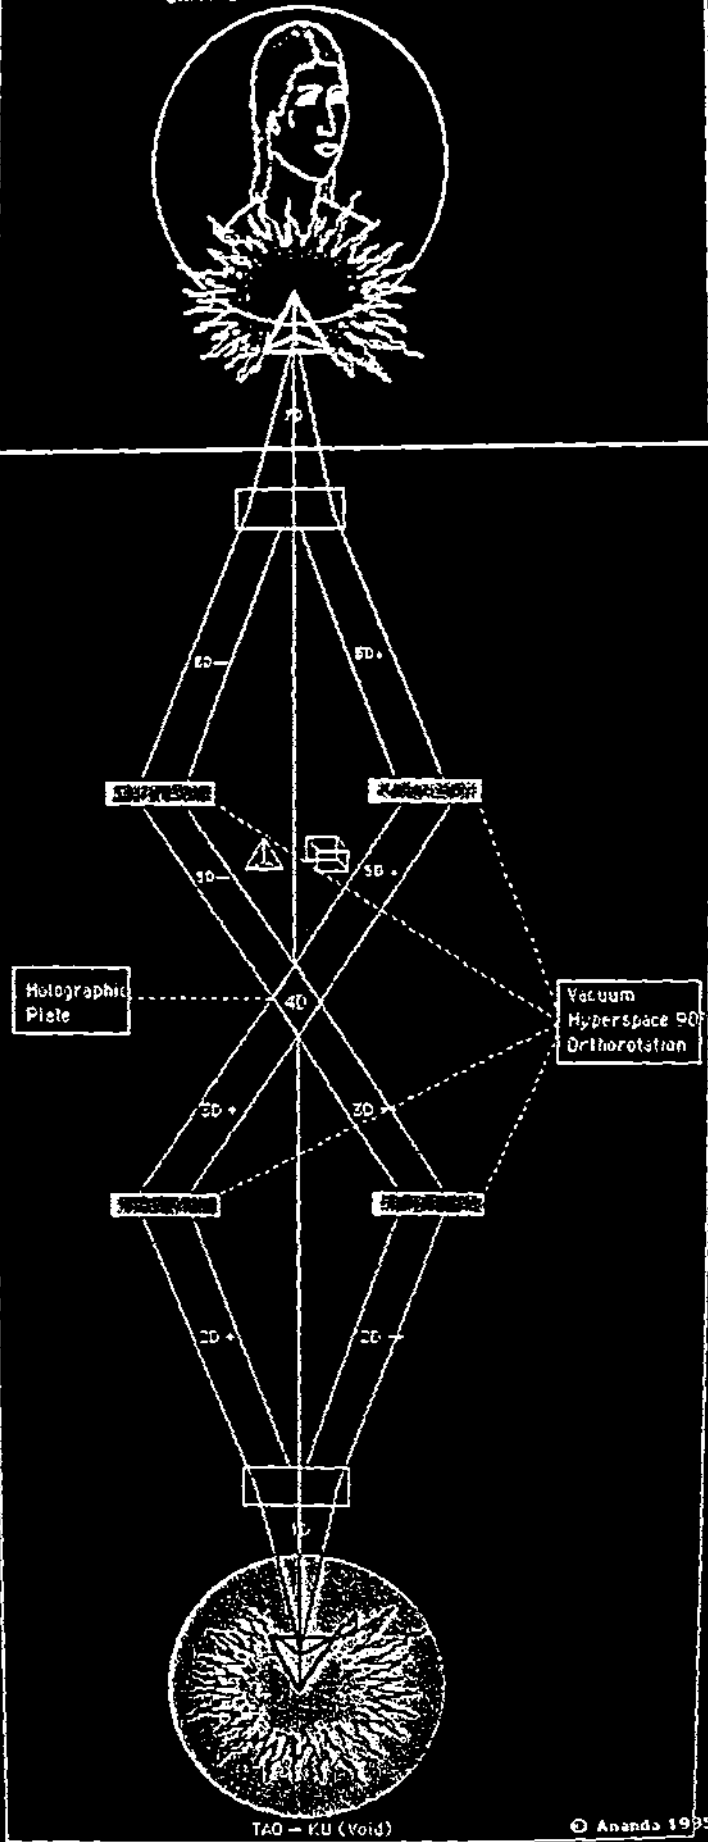 7D
6D—
6D+
5D—
5D+
Holographic
Plate
4D
Vacuum
Hyperspace 90°
Orthorotation
3D+
3D—
2D+
2D—
1D
TAO — KU (Void)
© Ananda 1995